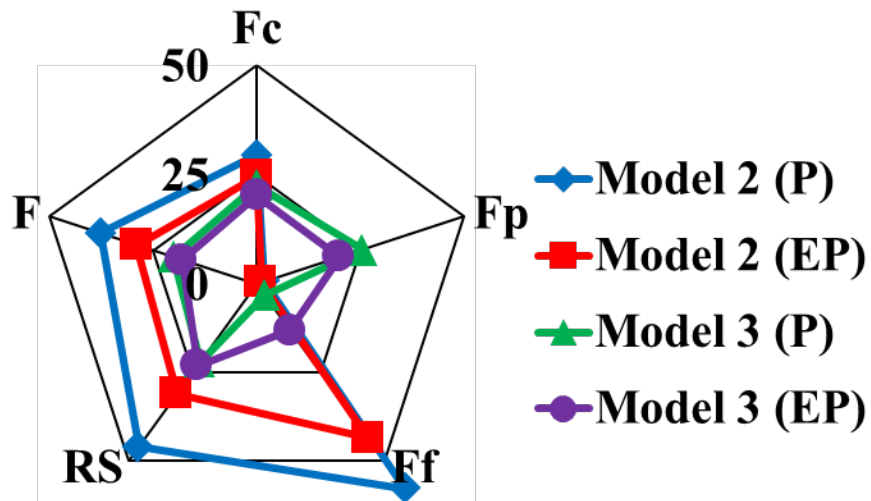 Fc
50
25
0
F
Fp
RS
Ff
Model 2 (P)
Model 2 (EP)
Model 3 (P)
Model 3 (EP)